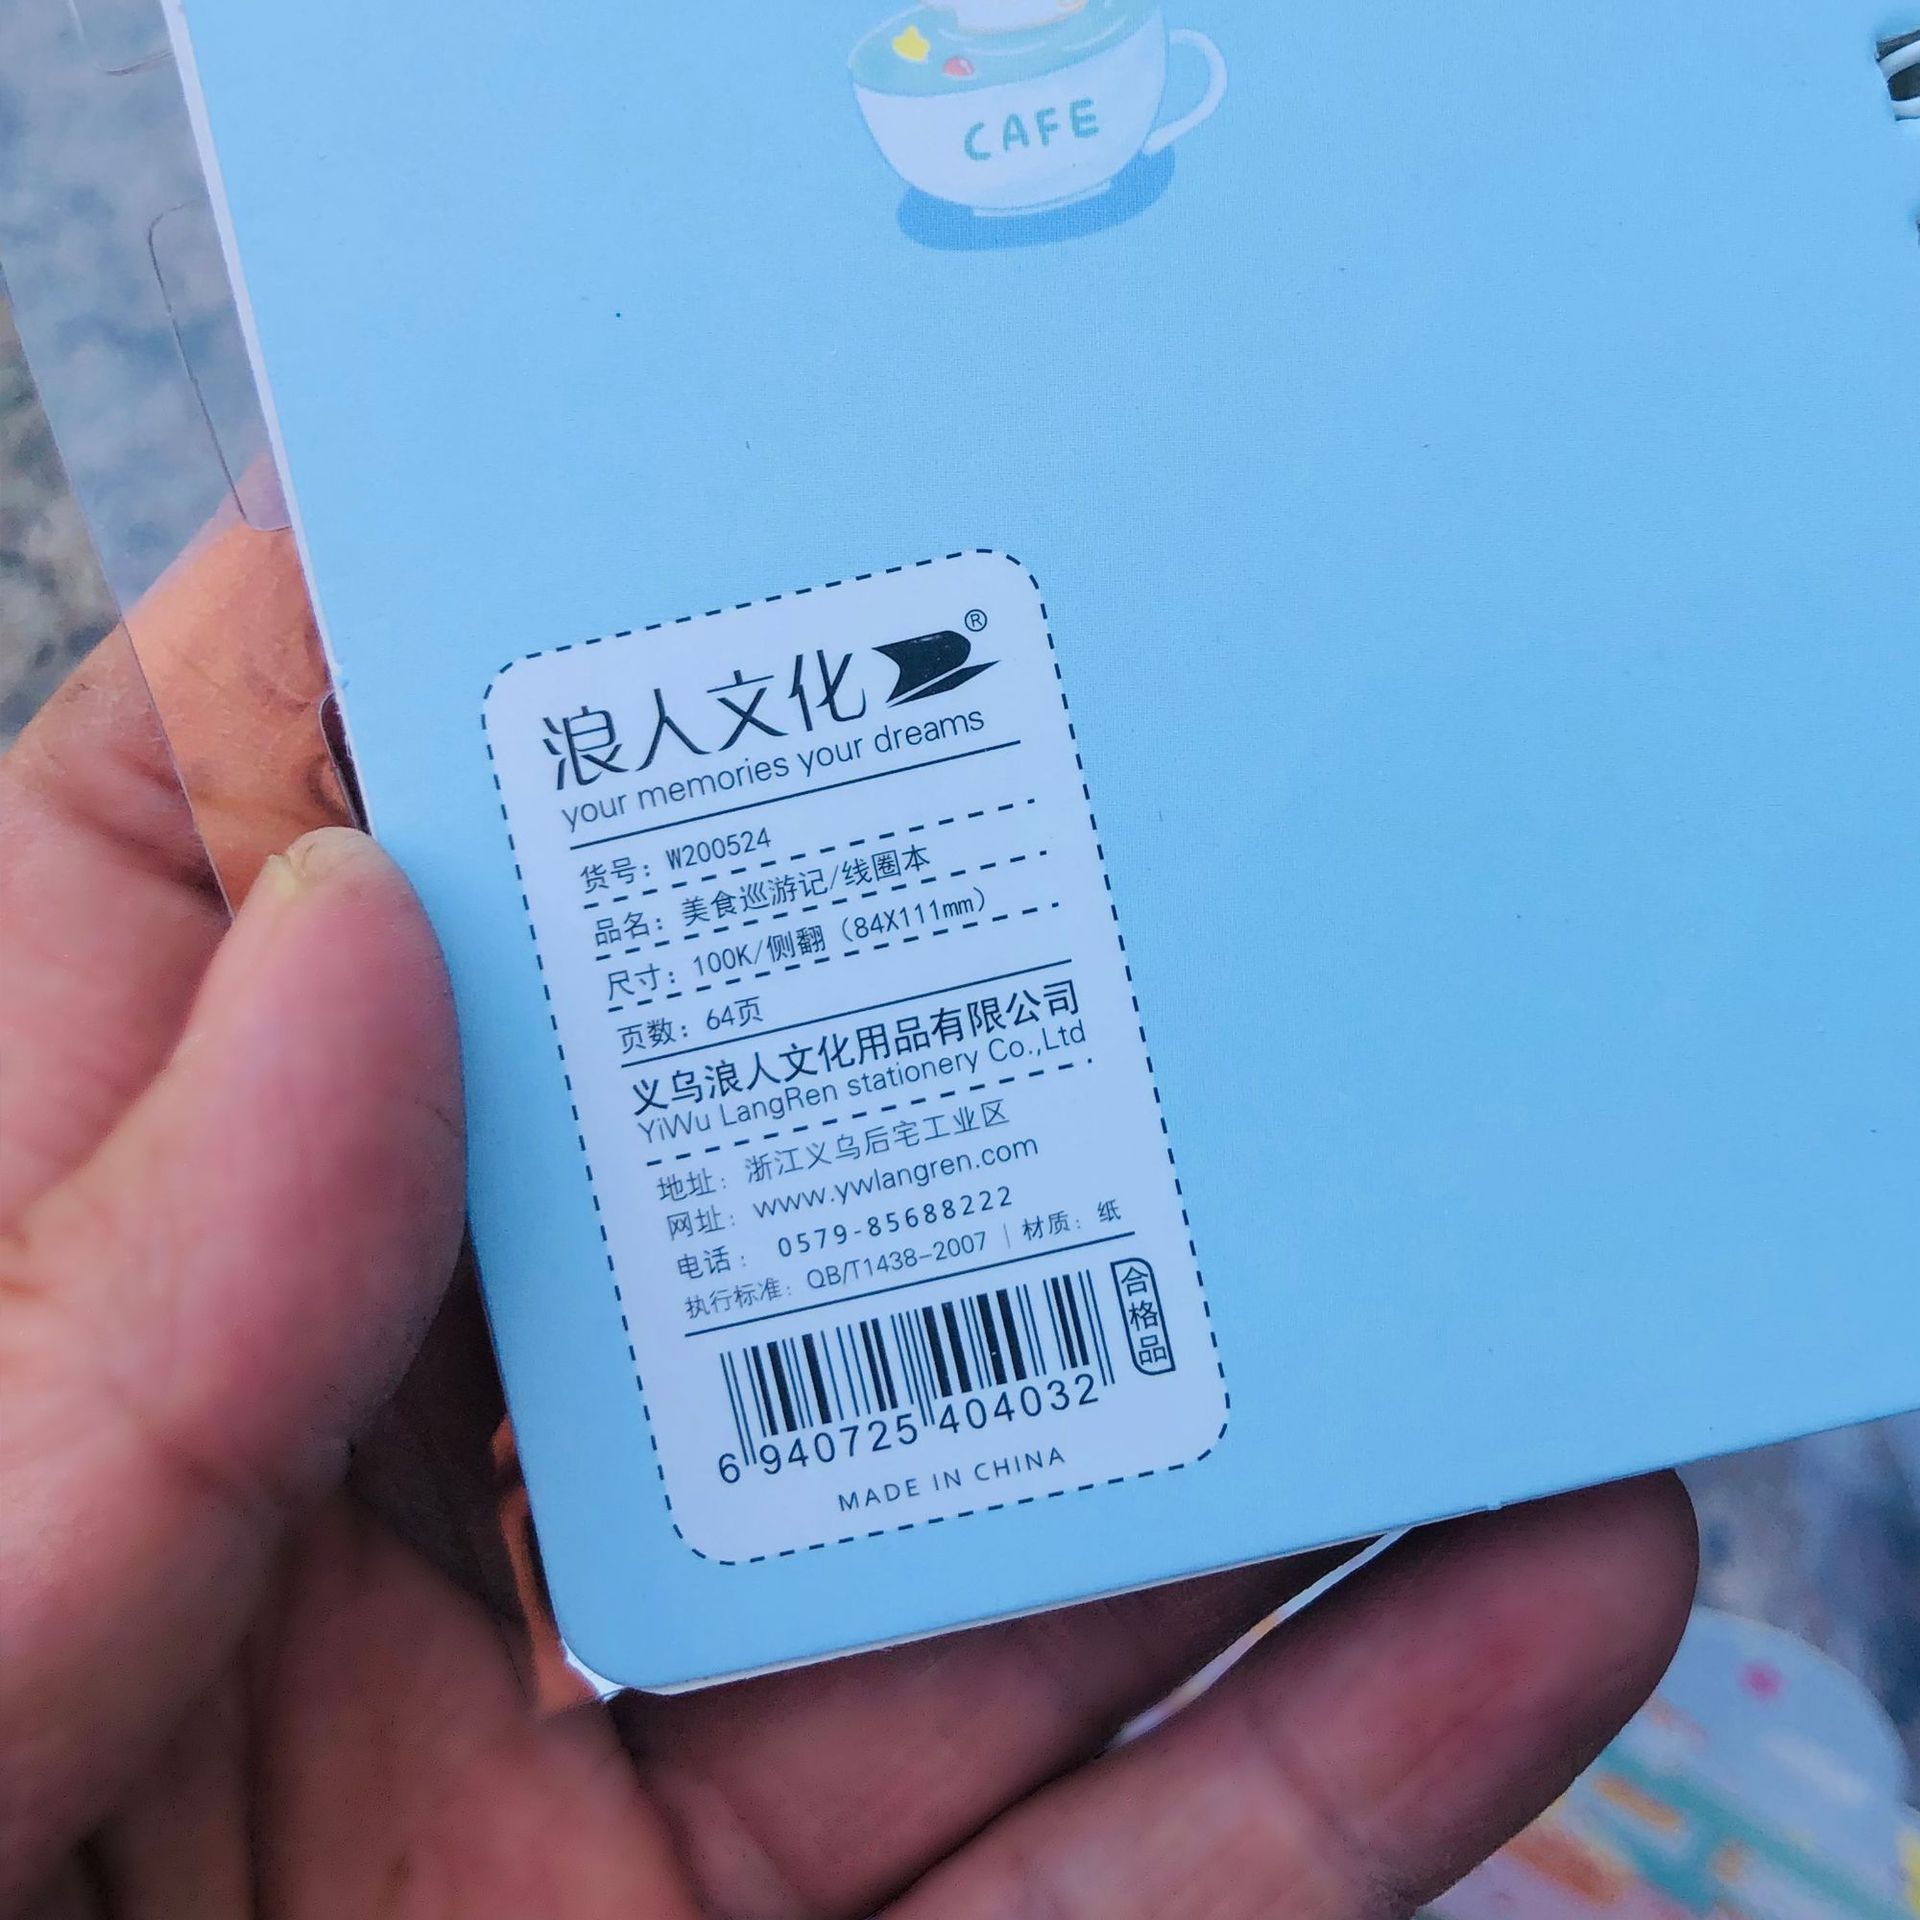 CAFE
浪人文化 ®
your memories your dreams
货号：W200524
品名：美食巡游记/线圈本
尺寸：100K/侧翻（84X111mm）
页数：64页
义乌浪人文化用品有限公司
YiWu LangRen stationery Co.,Ltd
地址：浙江义乌后宅工业区
网址：www.ywlangren.com
电话：0579-85688222
执行标准：QB/T1438-2007 | 材质：纸
合格品
6 940725 404032
MADE IN CHINA